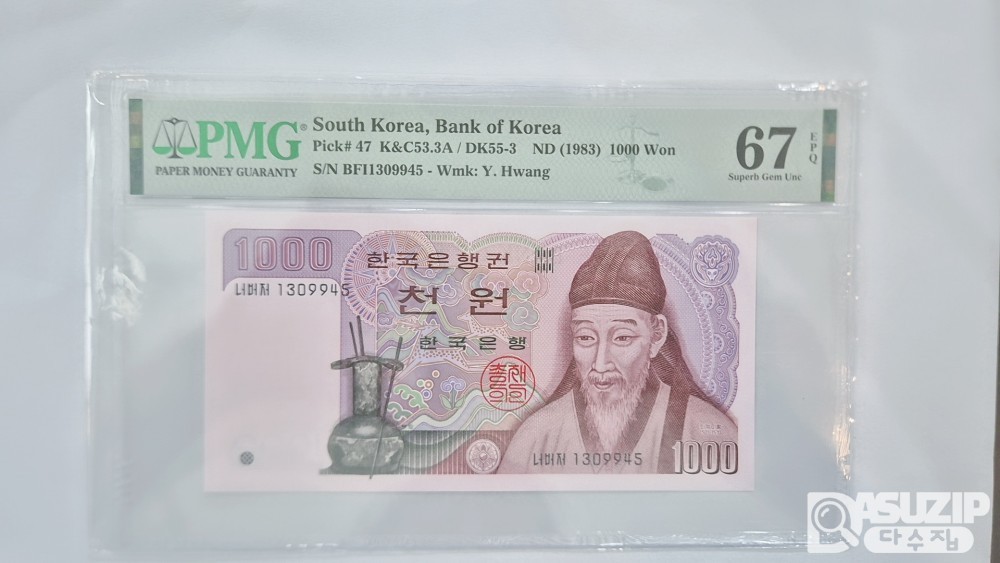 PMG
PAPER MONEY GUARANTY
South Korea, Bank of Korea
Pick# 47 K&C53.3A / DK55-3 ND (1983) 1000 Won
S/N BFI1309945 - Wmk: Y. Hwang
67
EPQ
Superb Gem Unc
1000
한국은행권
너버저 1309945
천원
한국은행
총재의인
너버저 1309945
1000
DASUZIP
다수집